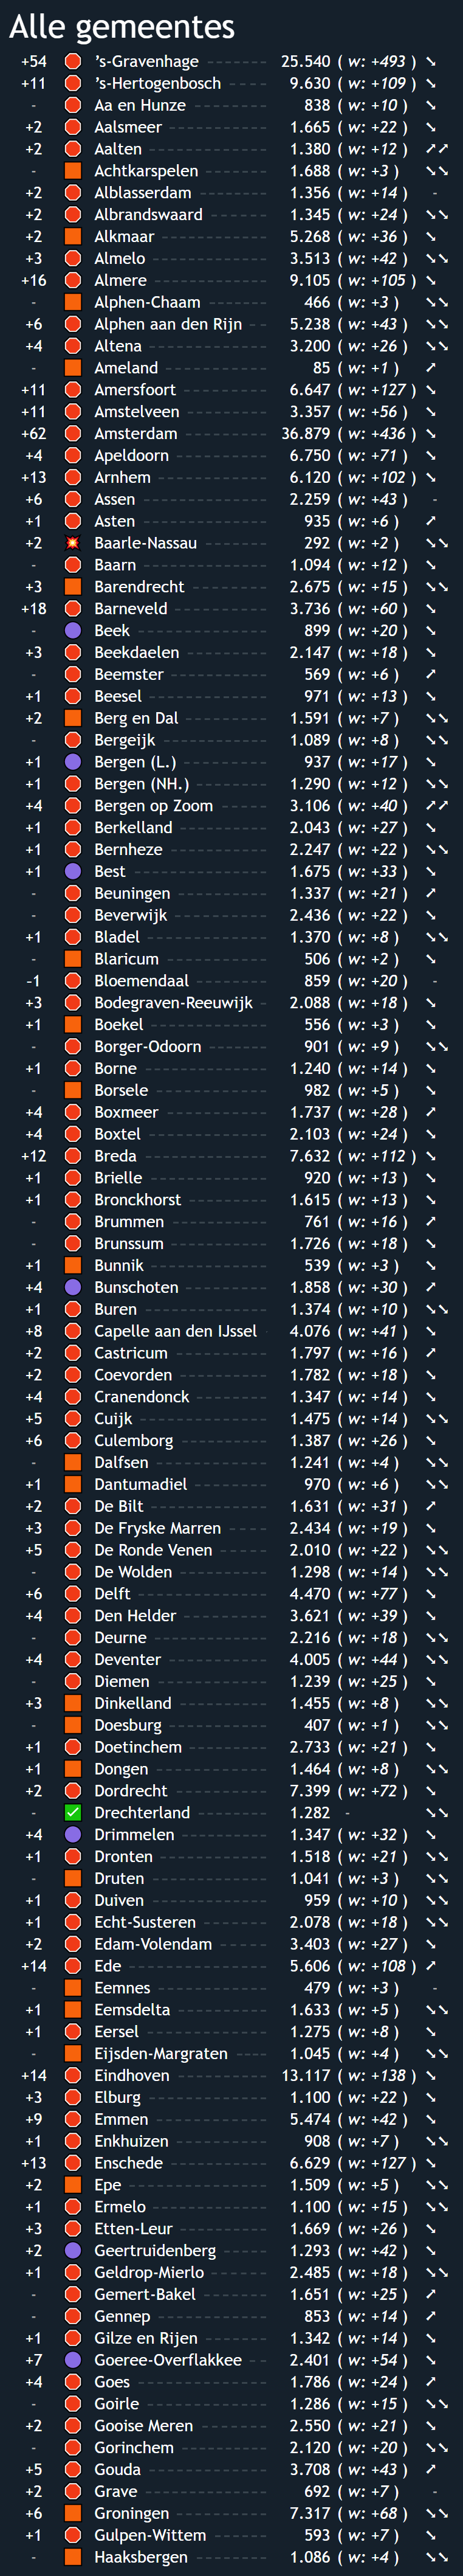 Alle gemeentes
+54 's-Gravenhage 25.540 ( w: +493 ) ↘
+11 's-Hertogenbosch 9.630 ( w: +109 ) ↘
- Aa en Hunze 838 ( w: +10 ) ↘
+2 Aalsmeer 1.665 ( w: +22 ) ↘
+2 Aalten 1.380 ( w: +12 ) ↗↗
- Achtkarspelen 1.688 ( w: +3 ) ↘↘
+2 Alblasserdam 1.356 ( w: +14 ) -
+2 Albrandswaard 1.345 ( w: +24 ) ↘↘
+2 Alkmaar 5.268 ( w: +36 ) ↘
+3 Almelo 3.513 ( w: +42 ) ↘↘
+16 Almere 9.105 ( w: +105 ) ↘
- Alphen-Chaam 466 ( w: +3 ) ↘↘
+6 Alphen aan den Rijn 5.238 ( w: +43 ) ↘↘
+4 Altena 3.200 ( w: +26 ) ↘↘
- Ameland 85 ( w: +1 ) ↗
+11 Amersfoort 6.647 ( w: +127 ) ↘
+11 Amstelveen 3.357 ( w: +56 ) ↘
+62 Amsterdam 36.879 ( w: +436 ) ↘
+4 Apeldoorn 6.750 ( w: +71 ) ↘
+13 Arnhem 6.120 ( w: +102 ) ↘
+6 Assen 2.259 ( w: +43 ) -
+1 Asten 935 ( w: +6 ) ↗
+2 Baarle-Nassau 292 ( w: +2 ) ↘↘
- Baarn 1.094 ( w: +12 ) ↘
+3 Barendrecht 2.675 ( w: +15 ) ↘↘
+18 Barneveld 3.736 ( w: +60 ) ↘
- Beek 899 ( w: +20 ) ↘
+3 Beekdaelen 2.147 ( w: +18 ) ↘
- Beemster 569 ( w: +6 ) ↗
+1 Beesel 971 ( w: +13 ) ↘
+2 Berg en Dal 1.591 ( w: +7 ) ↘↘
- Bergeijk 1.089 ( w: +8 ) ↘↘
+1 Bergen (L.) 937 ( w: +17 ) ↘
+1 Bergen (NH.) 1.290 ( w: +12 ) ↘↘
+4 Bergen op Zoom 3.106 ( w: +40 ) ↗↗
+1 Berkelland 2.043 ( w: +27 ) ↘
+1 Bernheze 2.247 ( w: +22 ) ↘↘
+1 Best 1.675 ( w: +33 ) ↘
- Beuningen 1.337 ( w: +21 ) ↗
- Beverwijk 2.436 ( w: +22 ) ↘
+1 Bladel 1.370 ( w: +8 ) ↘↘
- Blaricum 506 ( w: +2 ) ↘
-1 Bloemendaal 859 ( w: +20 ) -
+3 Bodegraven-Reeuwijk 2.088 ( w: +18 ) ↘
+1 Boekel 556 ( w: +3 ) ↘
- Borger-Odoorn 901 ( w: +9 ) ↘↘
+1 Borne 1.240 ( w: +14 ) ↘
- Borsele 982 ( w: +5 ) ↘
+4 Boxmeer 1.737 ( w: +28 ) ↗
+4 Boxtel 2.103 ( w: +24 ) ↘
+12 Breda 7.632 ( w: +112 ) ↘
+1 Brielle 920 ( w: +13 ) ↘
+1 Bronckhorst 1.615 ( w: +13 ) ↘
- Brummen 761 ( w: +16 ) ↗
- Brunssum 1.726 ( w: +18 ) ↘
+1 Bunnik 539 ( w: +3 ) ↘
+4 Bunschoten 1.858 ( w: +30 ) ↗
+1 Buren 1.374 ( w: +10 ) ↘↘
+8 Capelle aan den IJssel 4.076 ( w: +41 ) ↘
+2 Castricum 1.797 ( w: +16 ) ↗
+2 Coevorden 1.782 ( w: +18 ) ↘
+4 Cranendonck 1.347 ( w: +14 ) ↘
+5 Cuijk 1.475 ( w: +14 ) ↘↘
+6 Culemborg 1.387 ( w: +26 ) ↘
- Dalfsen 1.241 ( w: +4 ) ↘↘
+1 Dantumadiel 970 ( w: +6 ) ↘↘
+2 De Bilt 1.631 ( w: +31 ) ↗
+3 De Fryske Marren 2.434 ( w: +19 ) ↘
+5 De Ronde Venen 2.010 ( w: +22 ) ↘↘
- De Wolden 1.298 ( w: +14 ) ↘↘
+6 Delft 4.470 ( w: +77 ) ↘
+4 Den Helder 3.621 ( w: +39 ) ↘
- Deurne 2.216 ( w: +18 ) ↘↘
+4 Deventer 4.005 ( w: +44 ) ↘↘
- Diemen 1.239 ( w: +25 ) ↘
+3 Dinkelland 1.455 ( w: +8 ) ↘↘
- Doesburg 407 ( w: +1 ) ↘↘
+1 Doetinchem 2.733 ( w: +21 ) ↘
+1 Dongen 1.464 ( w: +8 ) ↘↘
+2 Dordrecht 7.399 ( w: +72 ) ↘
- Drechterland 1.282 - ↘↘
+4 Drimmelen 1.347 ( w: +32 ) ↘
+1 Dronten 1.518 ( w: +21 ) ↘↘
- Druten 1.041 ( w: +3 ) ↘↘
+1 Duiven 959 ( w: +10 ) ↘↘
+1 Echt-Susteren 2.078 ( w: +18 ) ↘↘
+2 Edam-Volendam 3.403 ( w: +27 ) ↘
+14 Ede 5.606 ( w: +108 ) ↗
- Eemnes 479 ( w: +3 ) -
+1 Eemsdelta 1.633 ( w: +5 ) ↘↘
+1 Eersel 1.275 ( w: +8 ) ↘
- Eijsden-Margraten 1.045 ( w: +4 ) ↘↘
+14 Eindhoven 13.117 ( w: +138 ) ↘
+3 Elburg 1.100 ( w: +22 ) ↘
+9 Emmen 5.474 ( w: +42 ) ↘
+1 Enkhuizen 908 ( w: +7 ) ↘↘
+13 Enschede 6.629 ( w: +127 ) ↘
+2 Epe 1.509 ( w: +5 ) ↘↘
+1 Ermelo 1.100 ( w: +15 ) ↘↘
+3 Etten-Leur 1.669 ( w: +26 ) ↘
+2 Geertruidenberg 1.293 ( w: +42 ) ↘
+1 Geldrop-Mierlo 2.485 ( w: +18 ) ↘↘
- Gemert-Bakel 1.651 ( w: +25 ) ↗
- Gennep 853 ( w: +14 ) ↗
+1 Gilze en Rijen 1.342 ( w: +14 ) ↘
+7 Goeree-Overflakkee 2.401 ( w: +54 ) ↘
+4 Goes 1.786 ( w: +24 ) ↗
- Goirle 1.286 ( w: +15 ) ↘↘
+2 Gooise Meren 2.550 ( w: +21 ) ↘
- Gorinchem 2.120 ( w: +20 ) ↘↘
+5 Gouda 3.708 ( w: +43 ) ↗
+2 Grave 692 ( w: +7 ) -
+6 Groningen 7.317 ( w: +68 ) ↘↘
+1 Gulpen-Wittem 593 ( w: +7 ) ↘
- Haaksbergen 1.086 ( w: +4 ) ↘↘